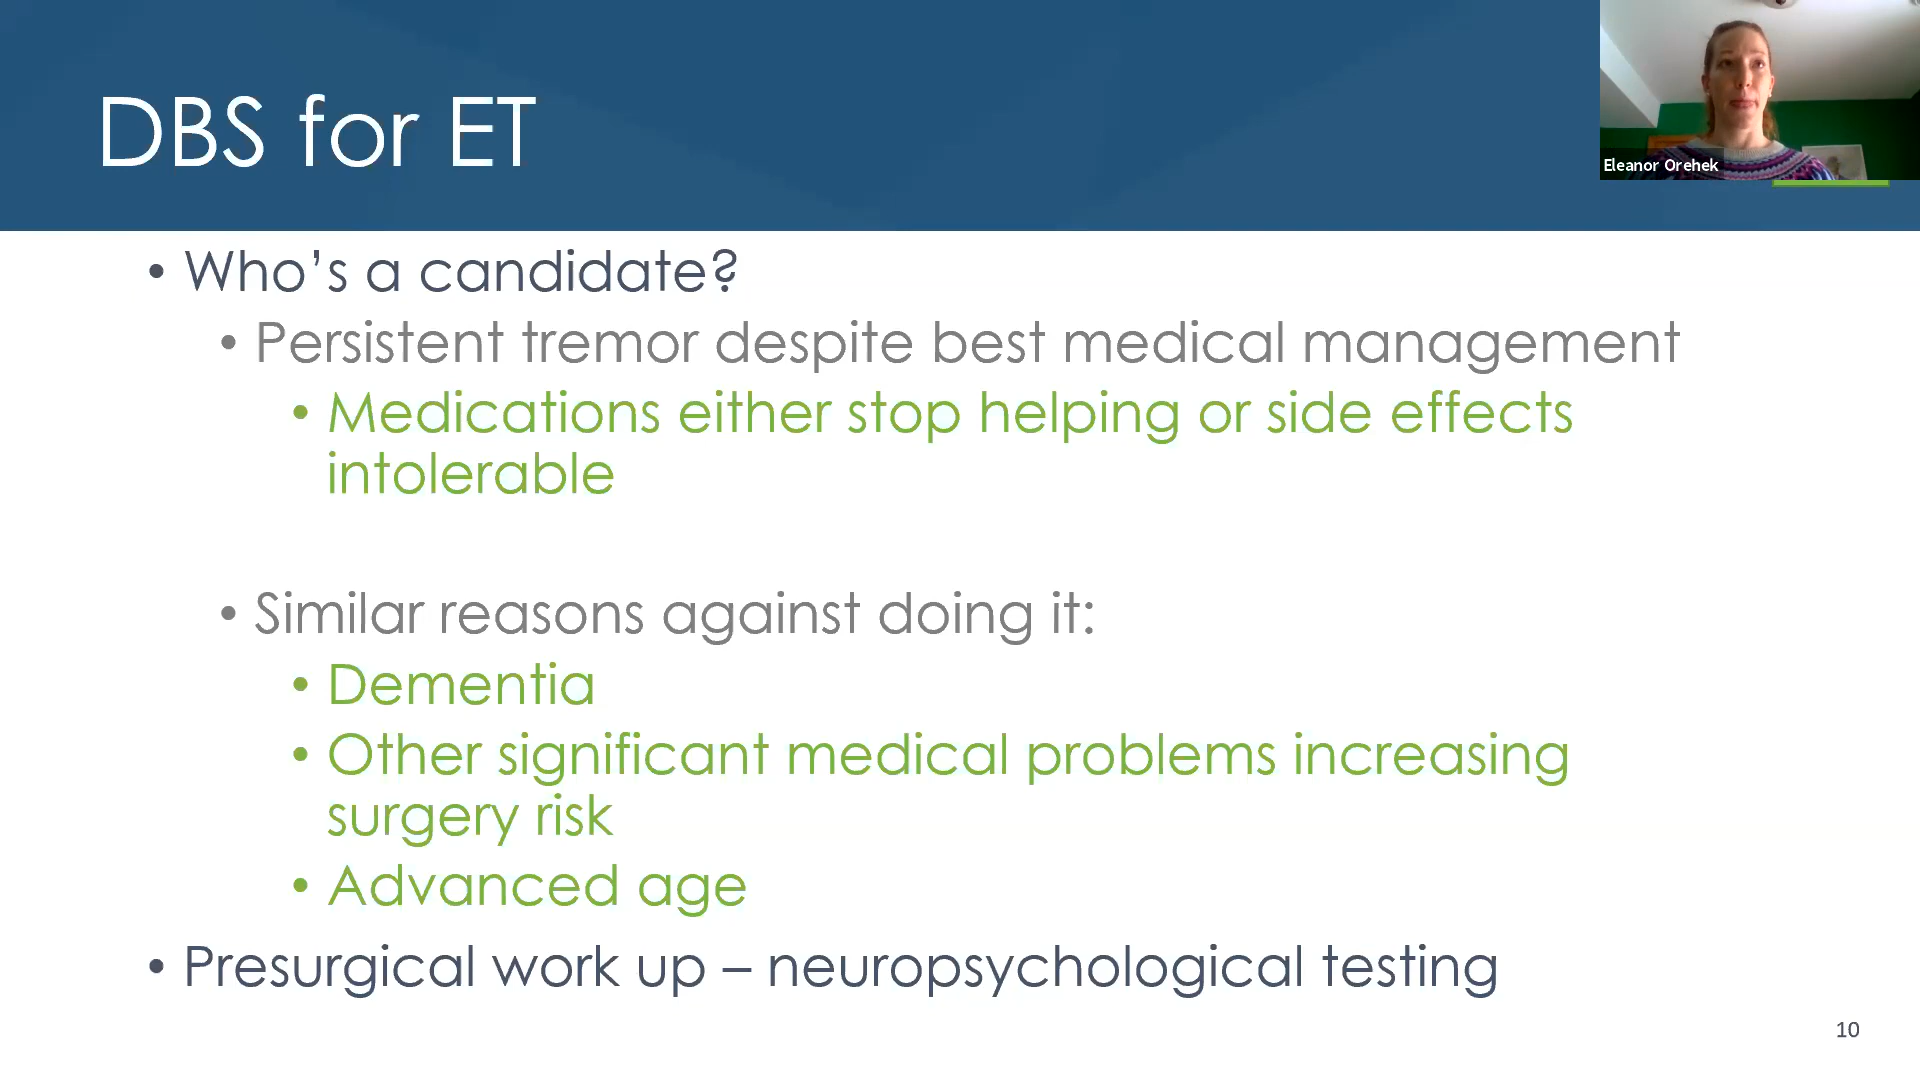 DBS for ET
Eleanor Orehek
• Who’s a candidate?
• Persistent tremor despite best medical management
• Medications either stop helping or side effects
intolerable
• Similar reasons against doing it:
• Dementia
• Other significant medical problems increasing
surgery risk
• Advanced age
• Presurgical work up – neuropsychological testing
10